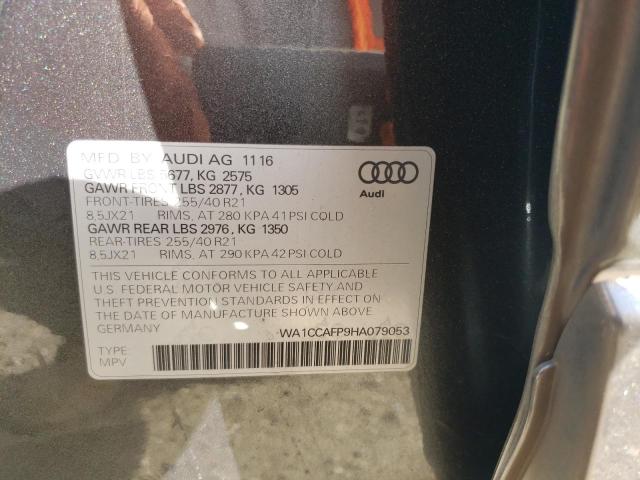 MFD BY AUDI AG 11 16
GVWR LBS 5677, KG 2575
GAWR FRONT LBS 2877, KG 1305
FRONT-TIRES 255/40 R21
8.5JX21 RIMS, AT 280 KPA 41 PSI COLD
GAWR REAR LBS 2976, KG 1350
REAR-TIRES 255/40 R21
8.5JX21 RIMS, AT 290 KPA 42 PSI COLD
THIS VEHICLE CONFORMS TO ALL APPLICABLE
U.S. FEDERAL MOTOR VEHICLE SAFETY, AND
THEFT PREVENTION STANDARDS IN EFFECT ON
THE DATE OF MANUFACTURE SHOWN ABOVE
GERMANY WA1CCAFP9HA079053
TYPE:
MPV
Audi